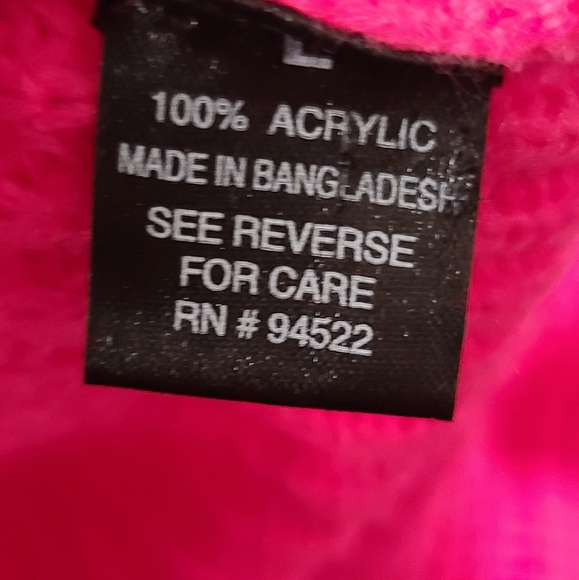 L
100% ACRYLIC
MADE IN BANGLADESH
SEE REVERSE
FOR CARE
RN # 94522